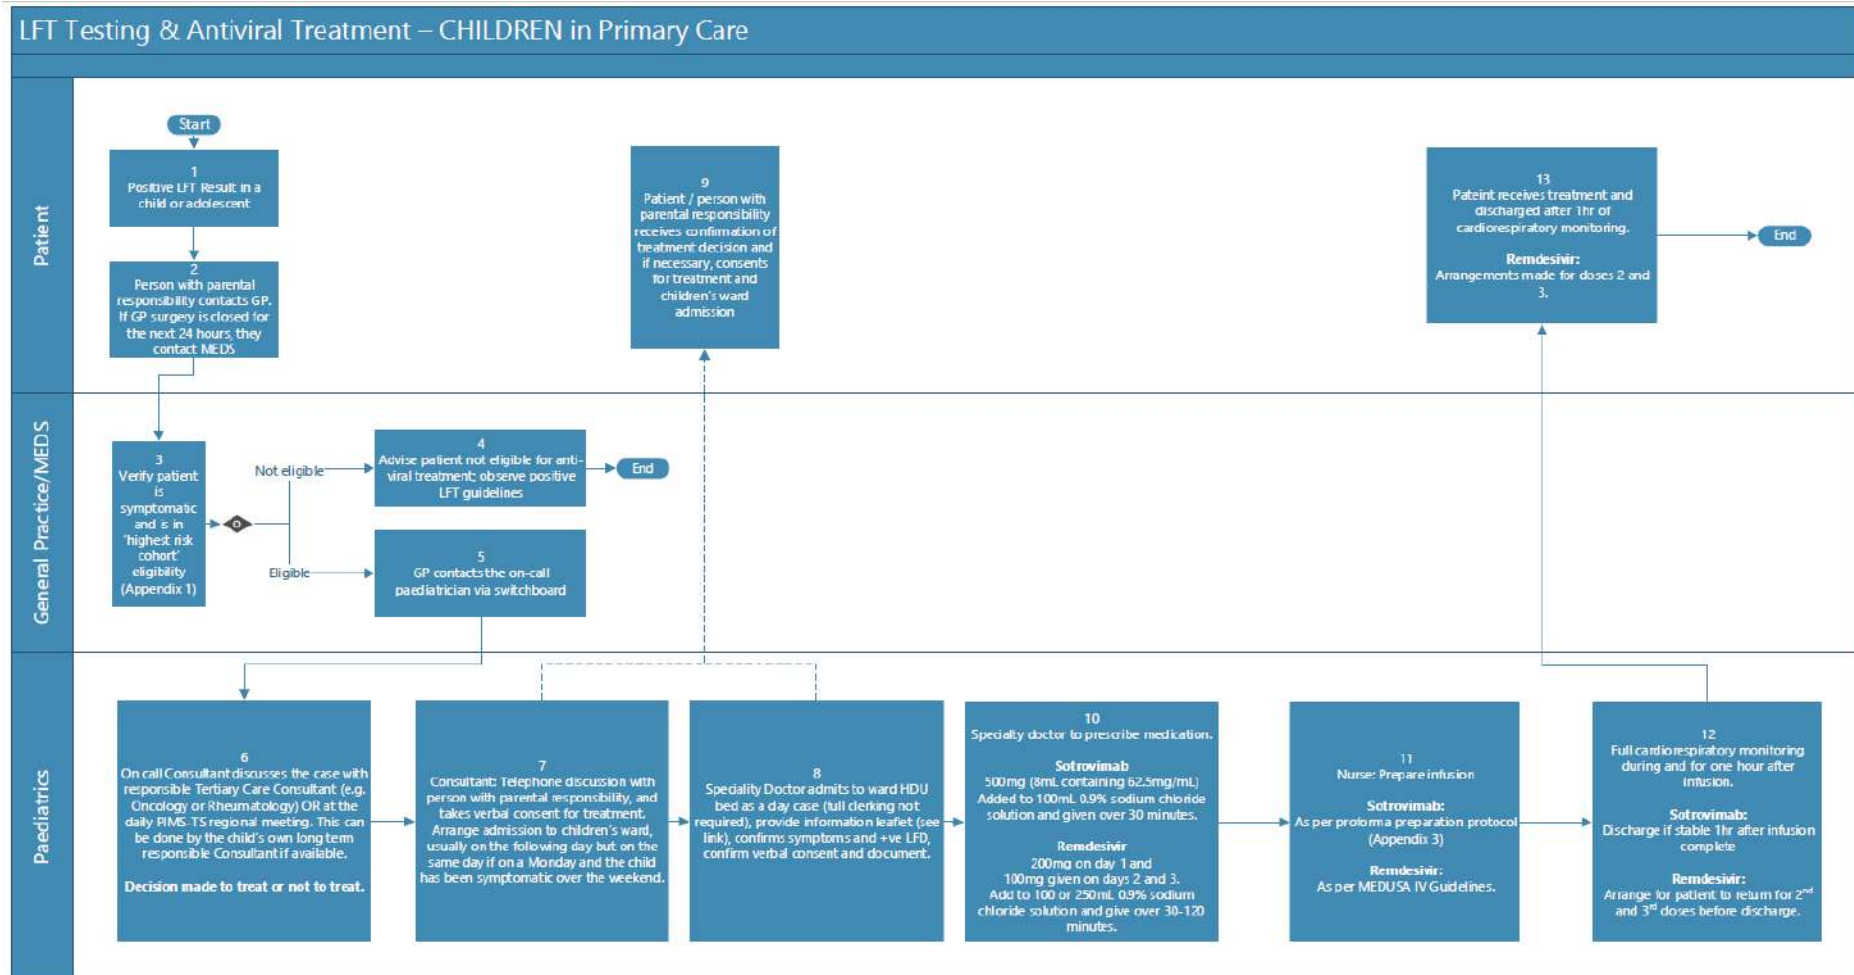 LFT Testing & Antiviral Treatment – CHILDREN in Primary Care
Patient
Start
1
Positive LFT Result in a
child or adolescent
2
Person with parental
responsibility contacts GP.
If GP surgery is closed for
the next 24 hours, they
contact MEDS
9
Patient / person with
parental responsibility
receives confirmation of
treatment decision and
if necessary, consents
for treatment and
children's ward
admission
13
Pateint receives treatment and
discharged after 1hr of
cardiorespiratory monitoring.
Remdesivir:
Arrangements made for doses 2 and
3.
End
General Practice/MEDS
3
Verify patient
is
symptomatic
and is in
'highest risk
cohort'
eligibility
(Appendix 1)
Not eligible
Eligible
4
Advise patient not eligible for anti-
viral treatment; observe positive
LFT guidelines
End
5
GP contacts the on-call
paediatrician via switchboard
Paediatrics
6
On call Consultant discusses the case with
responsible Tertiary Care Consultant (e.g.
Oncology or Rheumatology) OR at the
daily PIMS-TS regional meeting. This can
be done by the child's own long term
responsible Consultant if available.
Decision made to treat or not to treat.
7
Consultant: Telephone discussion with
person with parental responsibility, and
takes verbal consent for treatment.
Arrange admission to children's ward,
usually on the following day but on the
same day if on a Monday and the child
has been symptomatic over the weekend.
8
Speciality Doctor admits to ward HDU
bed as a day case (full clerking not
required), provide information leaflet (see
link), confirms symptoms and +ve LFD,
confirm verbal consent and document.
10
Specialty doctor to prescribe medication.
Sotrovimab
500mg (8mL containing 62.5mg/mL)
Added to 100mL 0.9% sodium chloride
solution and given over 30 minutes.
Remdesivir
200mg on day 1 and
100mg given on days 2 and 3.
Add to 100 or 250mL 0.9% sodium
chloride solution and give over 30-120
minutes.
11
Nurse: Prepare infusion
Sotrovimab:
As per proforma preparation protocol
(Appendix 3)
Remdesivir:
As per MEDUSA IV Guidelines.
12
Full cardiorespiratory monitoring
during and for one hour after
infusion.
Sotrovimab:
Discharge if stable 1hr after infusion
complete
Remdesivir:
Arrange for patient to return for 2nd
and 3rd doses before discharge.